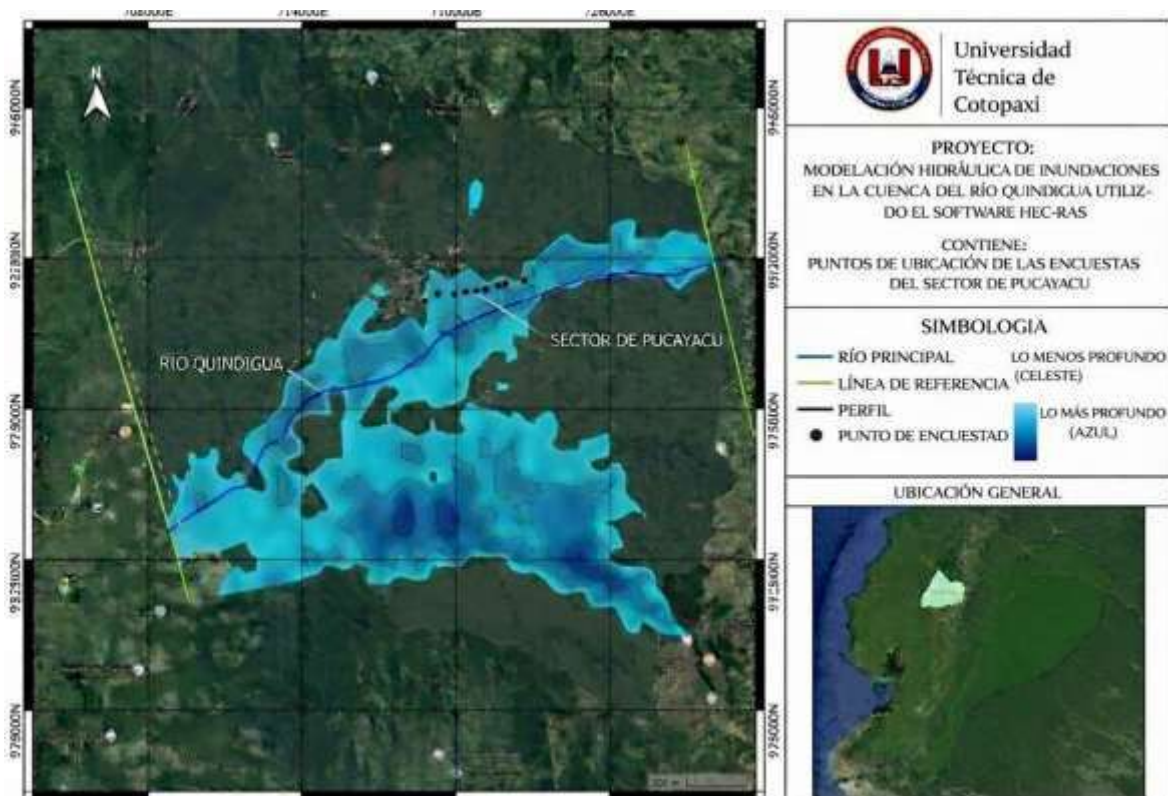 714000E
726000E
N
RÍO QUINDIGUA
SECTOR DE PUCAYACU
Universidad
Técnica de
Cotopaxi
PROYECTO:
MODELACIÓN HIDRÁULICA DE INUNDACIONES
EN LA CUENCA DEL RÍO QUINDIGUA UTILIZ-
DO EL SOFTWARE HEC-RAS
CONTIENE:
PUNTOS DE UBICACIÓN DE LAS ENCUESTAS
DEL SECTOR DE PUCAYACU
SIMBOLOGIA
RÍO PRINCIPAL
LÍNEA DE REFERENCIA
PERFIL
PUNTO DE ENCUESTAD
LO MENOS PROFUNDO
(CELESTE)
LO MÁS PROFUNDO
(AZUL)
UBICACIÓN GENERAL